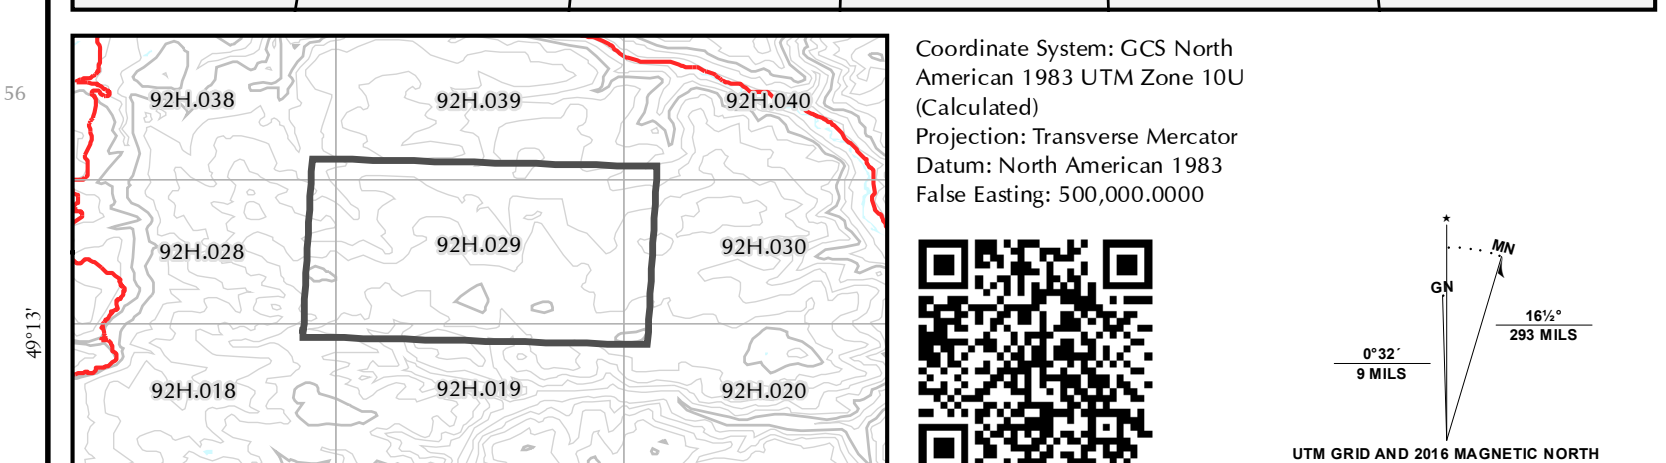 56
49°13'
92H.038 92H.039 92H.040
92H.028 92H.029 92H.030
92H.018 92H.019 92H.020
Coordinate System: GCS North
American 1983 UTM Zone 10U
(Calculated)
Projection: Transverse Mercator
Datum: North American 1983
False Easting: 500,000.0000
MN
GN
16½°
293 MILS
0°32´
9 MILS
UTM GRID AND 2016 MAGNETIC NORTH